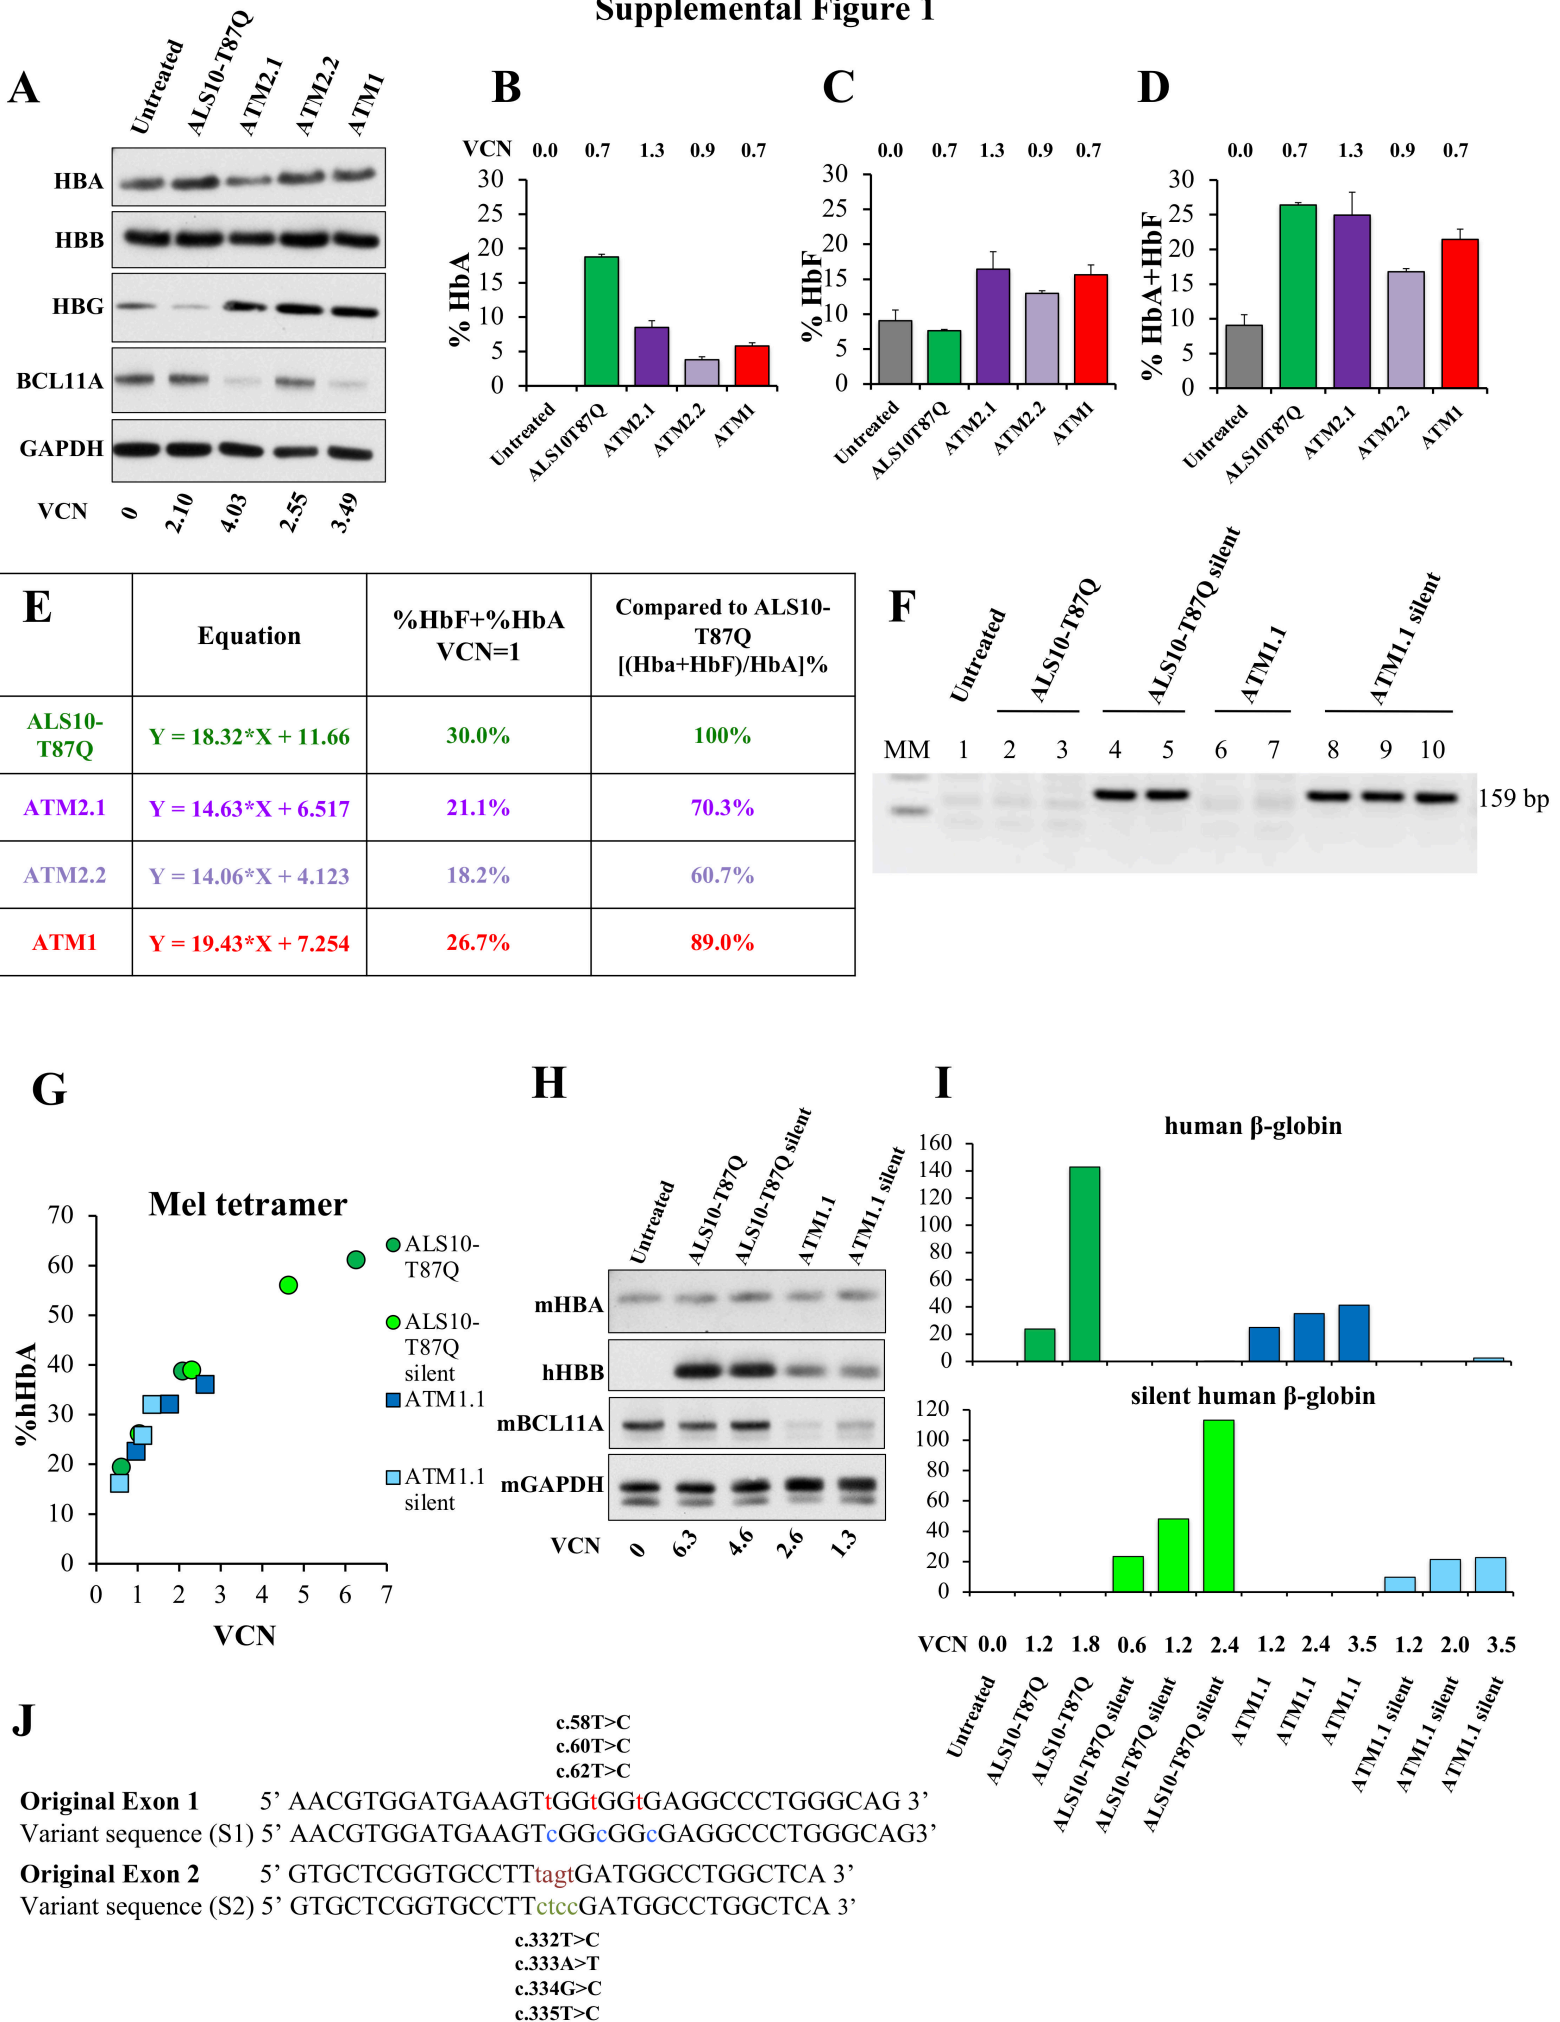 Supplemental Figure 1
A
Untreated
ALS10-T87Q
ATM2.1
ATM2.2
ATM1
HBA
HBB
HBG
BCL11A
GAPDH
VCN 0 2.10 4.03 2.55 3.49
B
VCN 0.0 0.7 1.3 0.9 0.7
% HbA
30
25
20
15
10
5
0
Untreated
ALS10T87Q
ATM2.1
ATM2.2
ATM1
C
0.0 0.7 1.3 0.9 0.7
% HbF
30
25
20
15
10
5
0
Untreated
ALS10T87Q
ATM2.1
ATM2.2
ATM1
D
0.0 0.7 1.3 0.9 0.7
% HbA+HbF
30
25
20
15
10
5
0
Untreated
ALS10T87Q
ATM2.1
ATM2.2
ATM1
E
Equation
%HbF+%HbA
VCN=1
Compared to ALS10-
T87Q
[(Hba+HbF)/HbA]%
ALS10-
T87Q
Y = 18.32*X + 11.66
30.0%
100%
ATM2.1
Y = 14.63*X + 6.517
21.1%
70.3%
ATM2.2
Y = 14.06*X + 4.123
18.2%
60.7%
ATM1
Y = 19.43*X + 7.254
26.7%
89.0%
F
Untreated
ALS10-T87Q
ALS10-T87Q silent
ATM1.1
ATM1.1 silent
MM 1 2 3 4 5 6 7 8 9 10
159 bp
G
Mel tetramer
%hHbA
70
60
50
40
30
20
10
0
0 1 2 3 4 5 6 7
VCN
ALS10-
T87Q
ALS10-
T87Q
silent
ATM1.1
ATM1.1
silent
H
Untreated
ALS10-T87Q
ALS10-T87Q silent
ATM1.1
ATM1.1 silent
mHBA
hHBB
mBCL11A
mGAPDH
VCN 0 6.3 4.6 2.6 1.3
I
human β-globin
160
140
120
100
80
60
40
20
0
silent human β-globin
120
100
80
60
40
20
0
VCN 0.0 1.2 1.8 0.6 1.2 2.4 1.2 2.4 3.5 1.2 2.0 3.5
Untreated
ALS10-T87Q
ALS10-T87Q
ALS10-T87Q silent
ALS10-T87Q silent
ALS10-T87Q silent
ATM1.1
ATM1.1
ATM1.1
ATM1.1 silent
ATM1.1 silent
ATM1.1 silent
J
c.58T>C
c.60T>C
c.62T>C
Original Exon 1 5’ AACGTGGATGAAGTtGGtGGtGAGGCCCTGGGCAG 3’
Variant sequence (S1) 5’ AACGTGGATGAAGTcGGcGGcGAGGCCCTGGGCAG3’
Original Exon 2 5’ GTGCTCGGTGCCTTtagtGATGGCCTGGCTCA 3’
Variant sequence (S2) 5’ GTGCTCGGTGCCTTctccGATGGCCTGGCTCA 3’
c.332T>C
c.333A>T
c.334G>C
c.335T>C